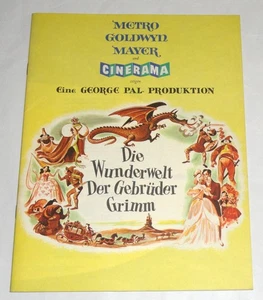 METRO
GOLDWYN
MAYER
CINERAMA
Eine GEORGE PAL PRODUKTION
Die
Wunderwelt
Der Gebrüder
Grimm